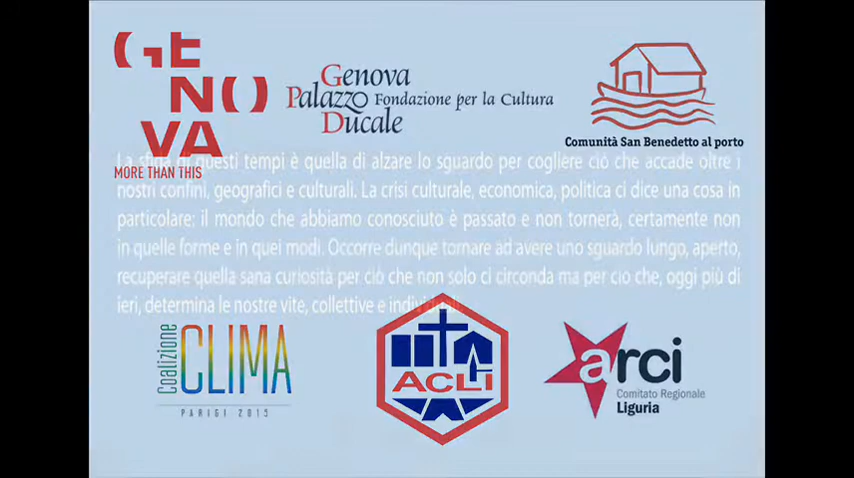 GE
NO
VA
MORE THAN THIS
Genova
Palazzo Fondazione per la Cultura
Ducale
Comunità San Benedetto al porto
La sfida di questi tempi è quella di alzare lo sguardo per cogliere ciò che accade oltre i
nostri confini, geografici e culturali. La crisi culturale, economica, politica ci dice una cosa in
particolare: il mondo che abbiamo conosciuto è passato e non tornerà, certamente non
in quelle forme e in quei modi. Occorre dunque tornare ad avere uno sguardo lungo, aperto,
recuperare quella sana curiosità per ciò che non solo ci circonda ma per ciò che, oggi più di
ieri, determina le nostre vite, collettive e individuali.
Coalizione
CLIMA
PARIGI 2015
ACLI
arci
Comitato Regionale
Liguria